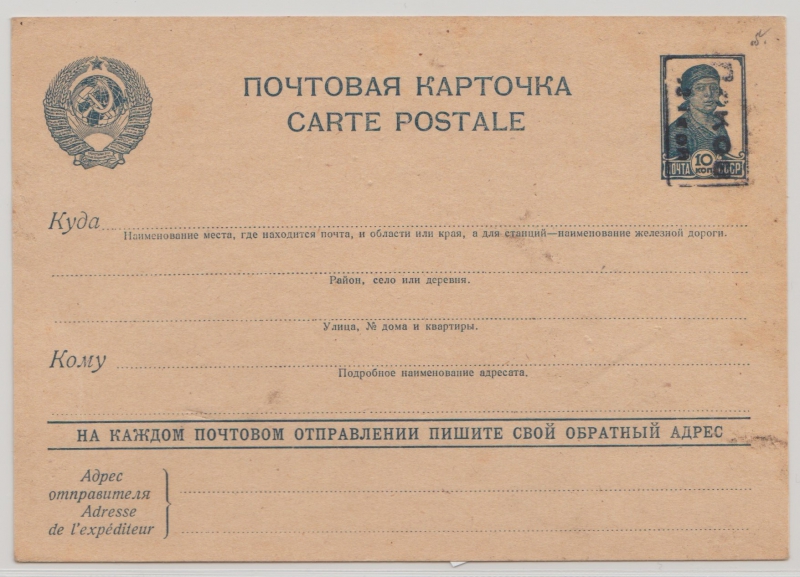 ПОЧТОВАЯ КАРТОЧКА
CARTE POSTALE
ПОЧТА 10 КОП. СССР
Куда
Наименование места, где находится почта, и области или края, а для станций—наименование железной дороги.
Район, село или деревня.
Улица, № дома и квартиры.
Кому
Подробное наименование адресата.
НА КАЖДОМ ПОЧТОВОМ ОТПРАВЛЕНИИ ПИШИТЕ СВОЙ ОБРАТНЫЙ АДРЕС
Адрес
отправителя
Adresse
de l'expéditeur